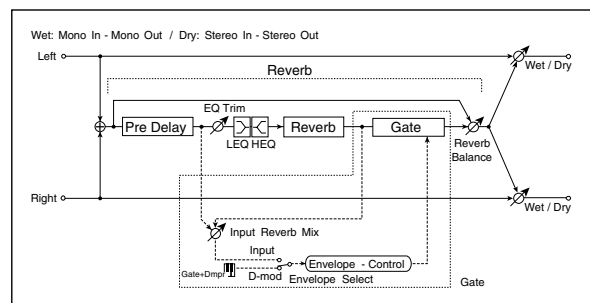 Wet: Mono In - Mono Out / Dry: Stereo In - Stereo Out
Left
Wet / Dry
Reverb
EQ Trim
Pre Delay
LEQ HEQ
Reverb
Gate
Reverb
Balance
Right
Wet / Dry
Input Reverb Mix
Input
Envelope - Control
Gate+Dmpr
D-mod
Envelope Select
Gate